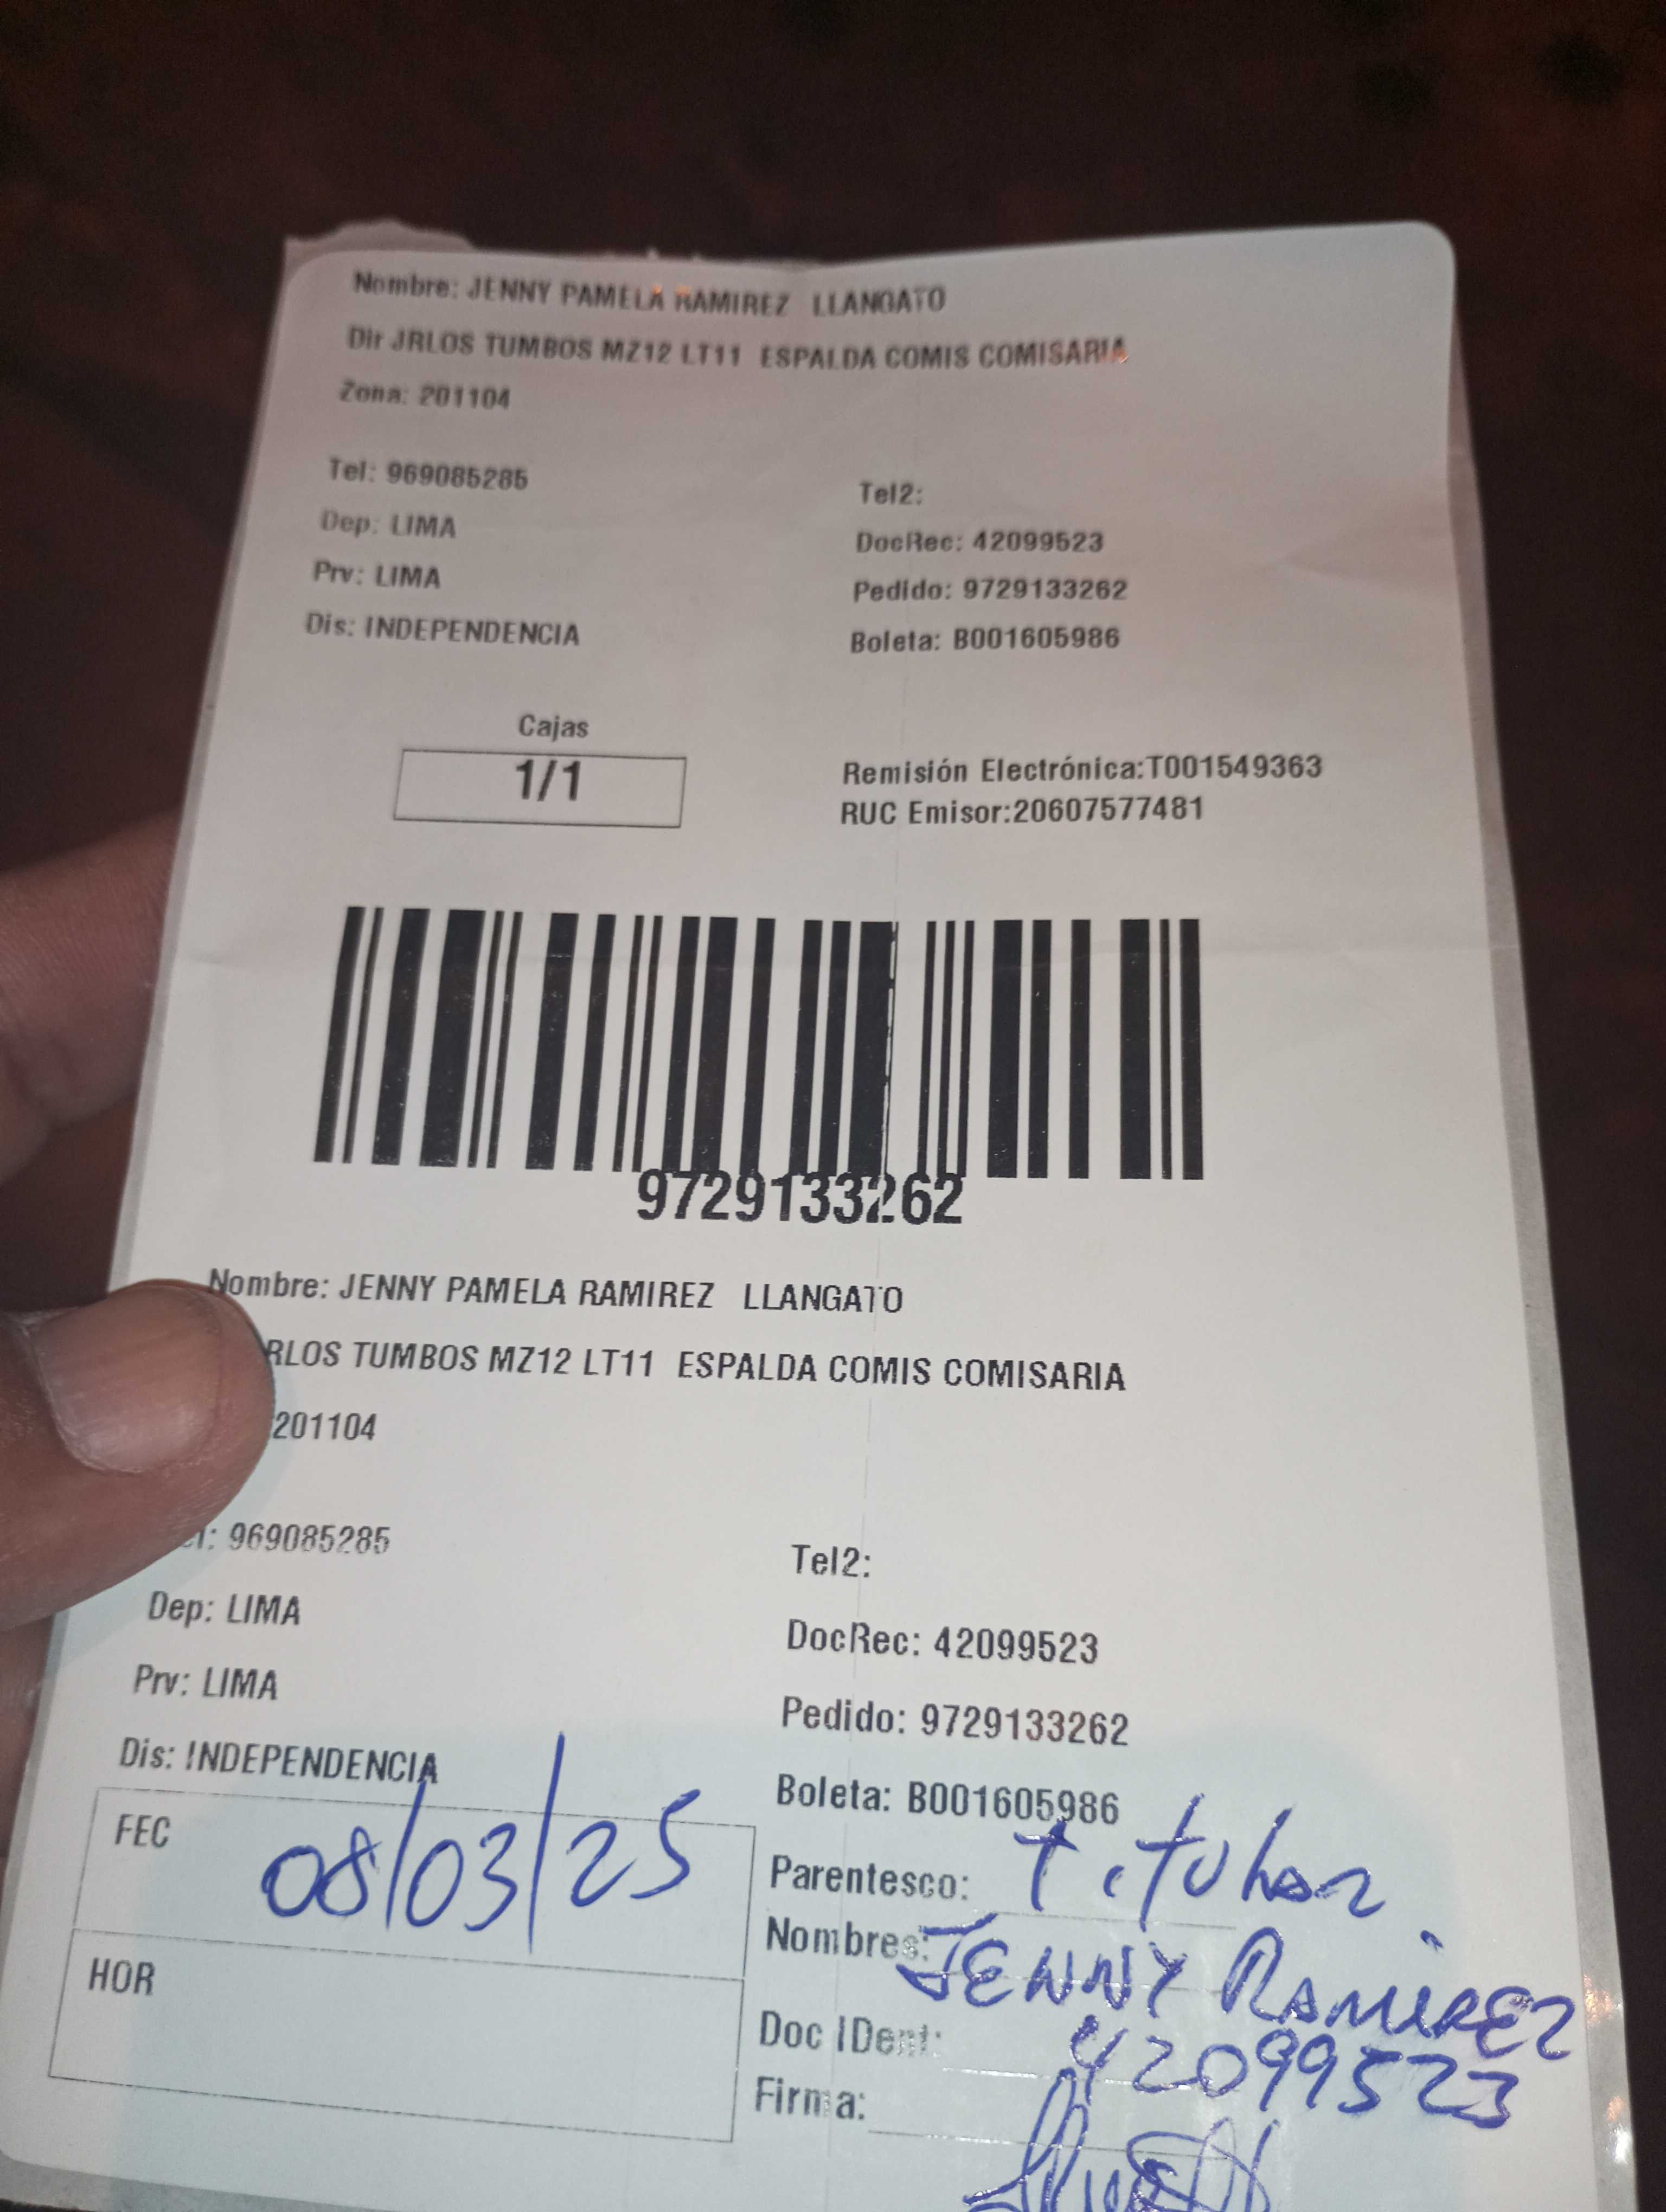 Nombre: JENNY PAMELA RAMIREZ LLANGATO
Dir JRLOS TUMBOS MZ12 LT11 ESPALDA COMIS COMISARIA
Zona: 201104
Tel: 969085285
Tel2:
Dep: LIMA
DocRec: 42099523
Prv: LIMA
Pedido: 9729133262
Dis: INDEPENDENCIA
Boleta: B001605986
Cajas
1/1
Remisión Electrónica:T001549363
RUC Emisor:20607577481
9729133262
Nombre: JENNY PAMELA RAMIREZ LLANGATO
RLOS TUMBOS MZ12 LT11 ESPALDA COMIS COMISARIA
201104
969085285
Tel2:
Dep: LIMA
DocRec: 42099523
Prv: LIMA
Pedido: 9729133262
Dis: INDEPENDENCIA
Boleta: B001605986
FEC 08/03/25
Parentesco: Titular
Nombres: JENNY RAMIREZ
HOR
Doc IDent: 42099523
Firma: